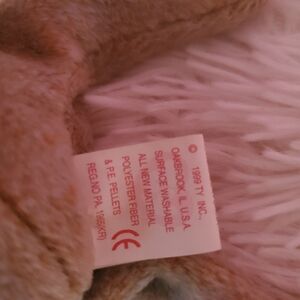 © 1999 TY INC.,
OAKBROOK, IL, U.S.A.
SURFACE WASHABLE
ALL NEW MATERIAL
POLYESTER FIBER
& P.E. PELLETS CE
REG.NO PA. 1965(KR)